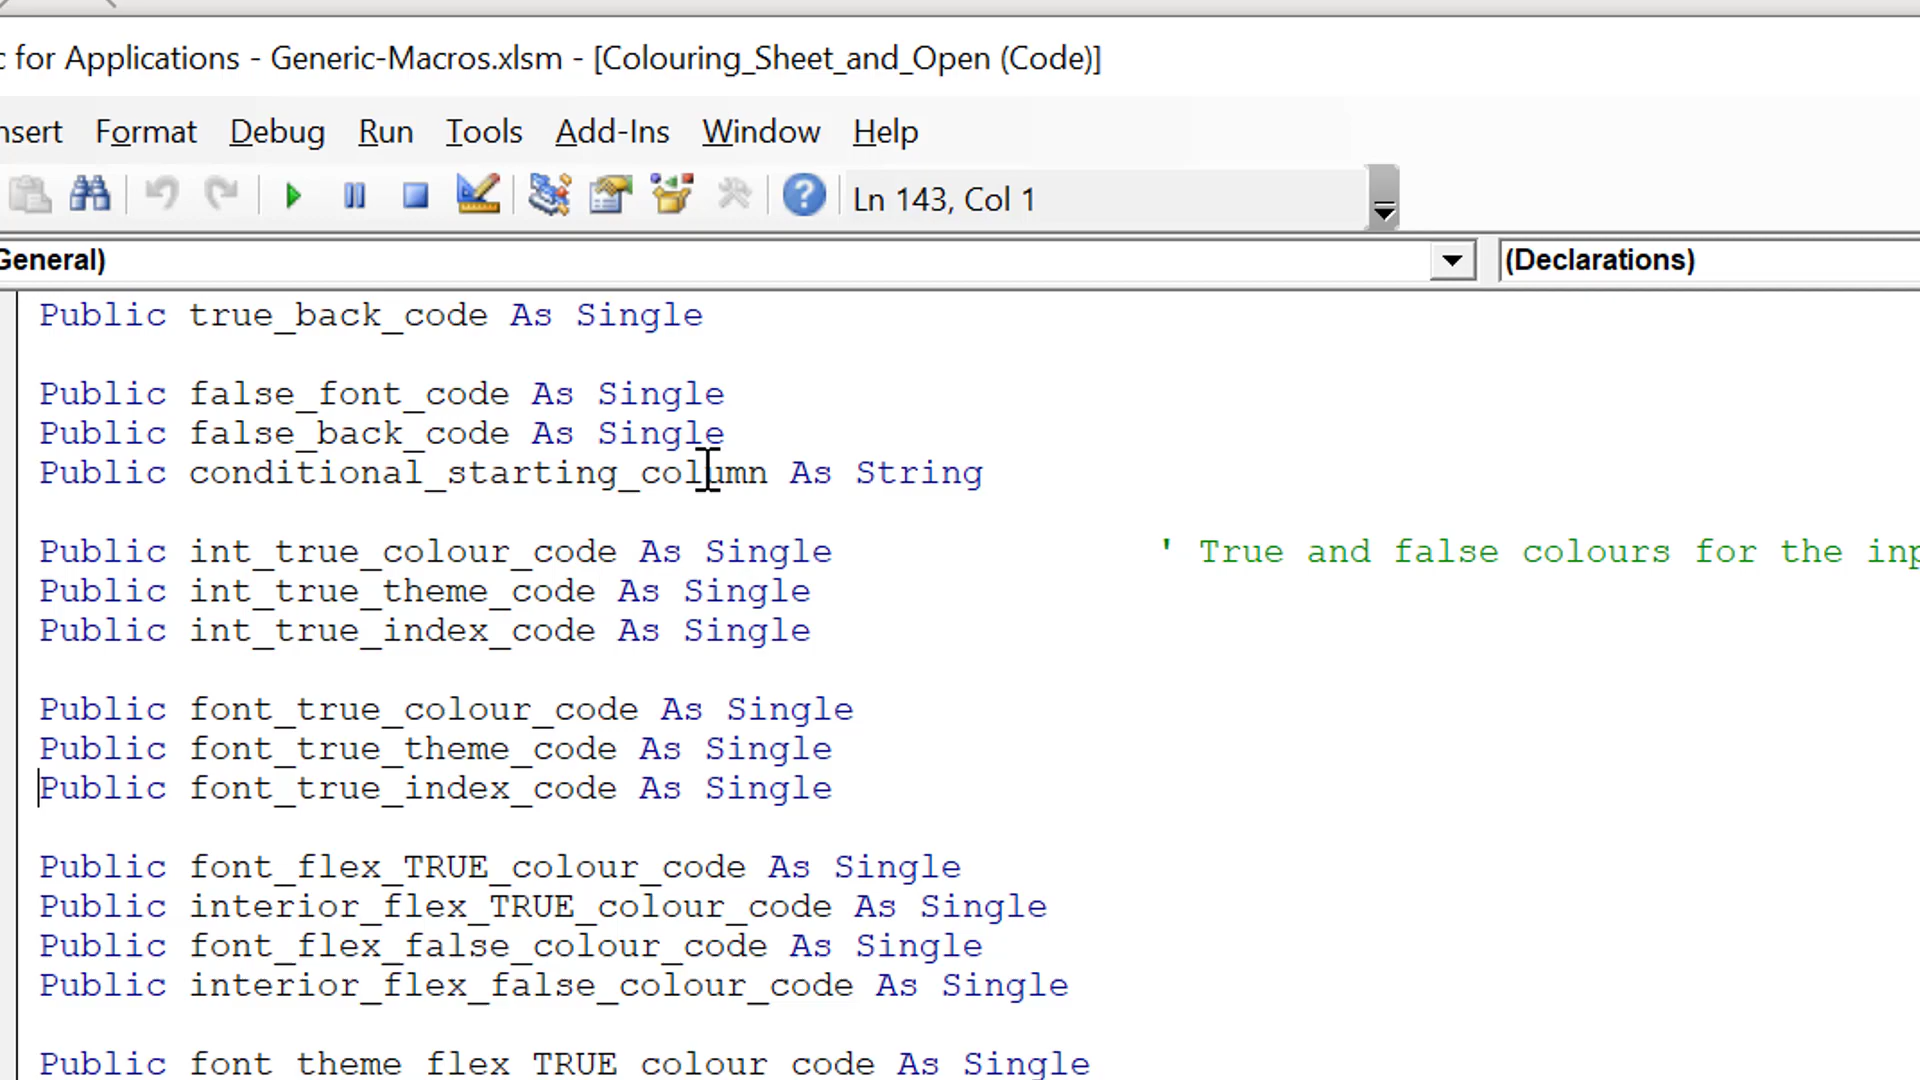 c for Applications - Generic-Macros.xlsm - [Colouring_Sheet_and_Open (Code)]
nsert Format Debug Run Tools Add-Ins Window Help
Ln 143, Col 1
General) (Declarations)
Public true_back_code As Single
Public false_font_code As Single
Public false_back_code As Single
Public conditional_starting_column As String
Public int_true_colour_code As Single ' True and false colours for the inp
Public int_true_theme_code As Single
Public int_true_index_code As Single
Public font_true_colour_code As Single
Public font_true_theme_code As Single
Public font_true_index_code As Single
Public font_flex_TRUE_colour_code As Single
Public interior_flex_TRUE_colour_code As Single
Public font_flex_false_colour_code As Single
Public interior_flex_false_colour_code As Single
Public font_theme_flex_TRUE_colour_code As Single